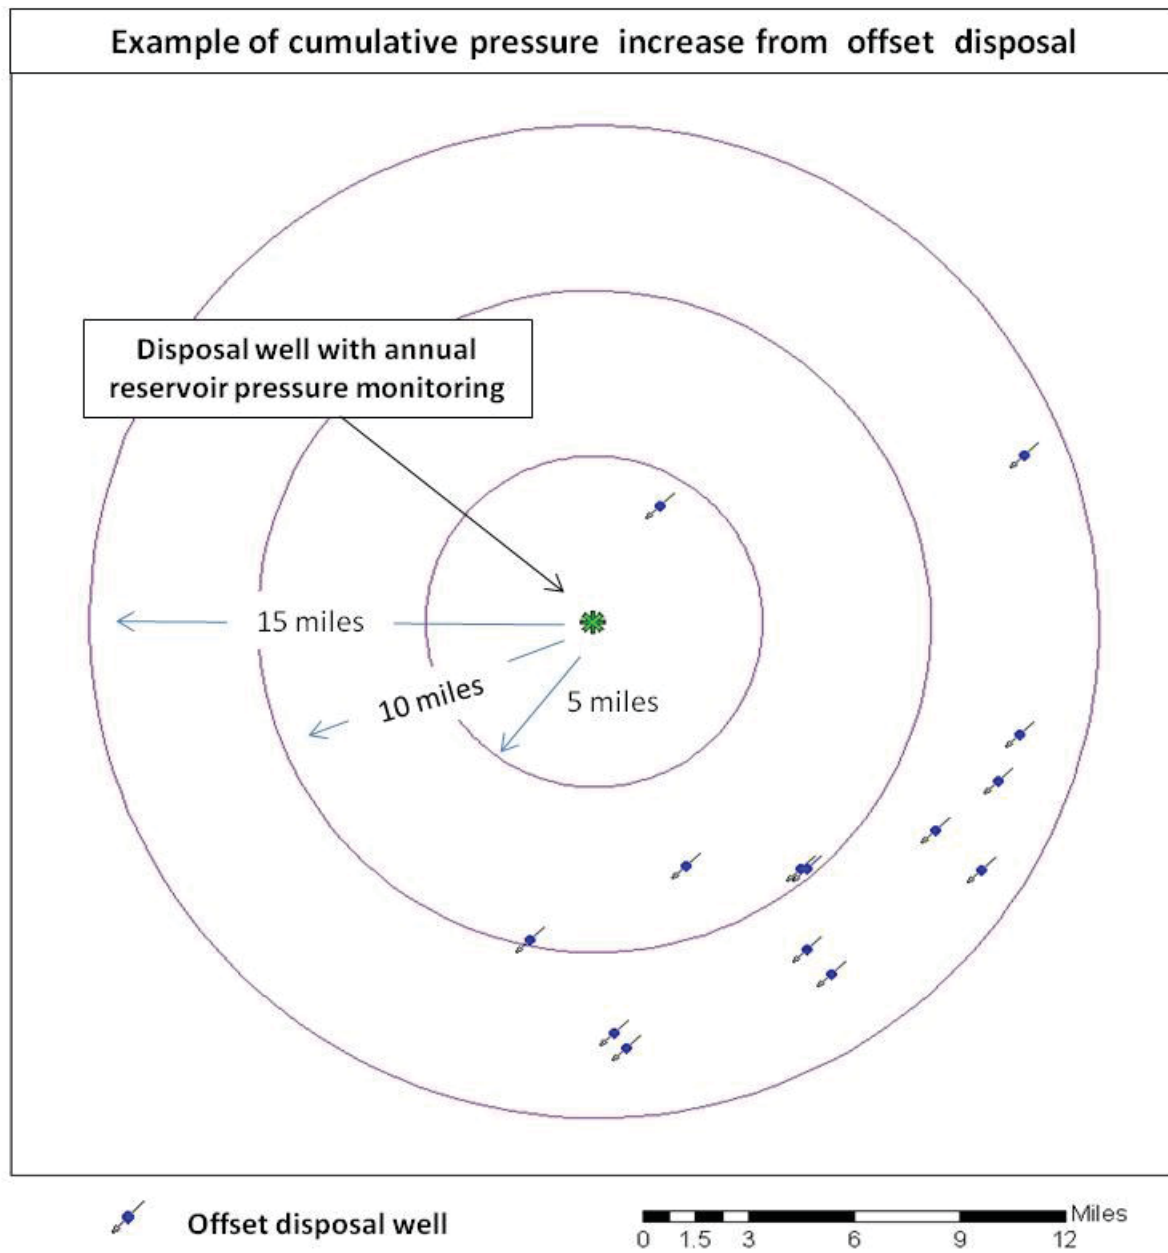 Example of cumulative pressure increase from offset disposal
Disposal well with annual
reservoir pressure monitoring
15 miles
10 miles
5 miles
Offset disposal well
Miles
0 1.5 3 6 9 12